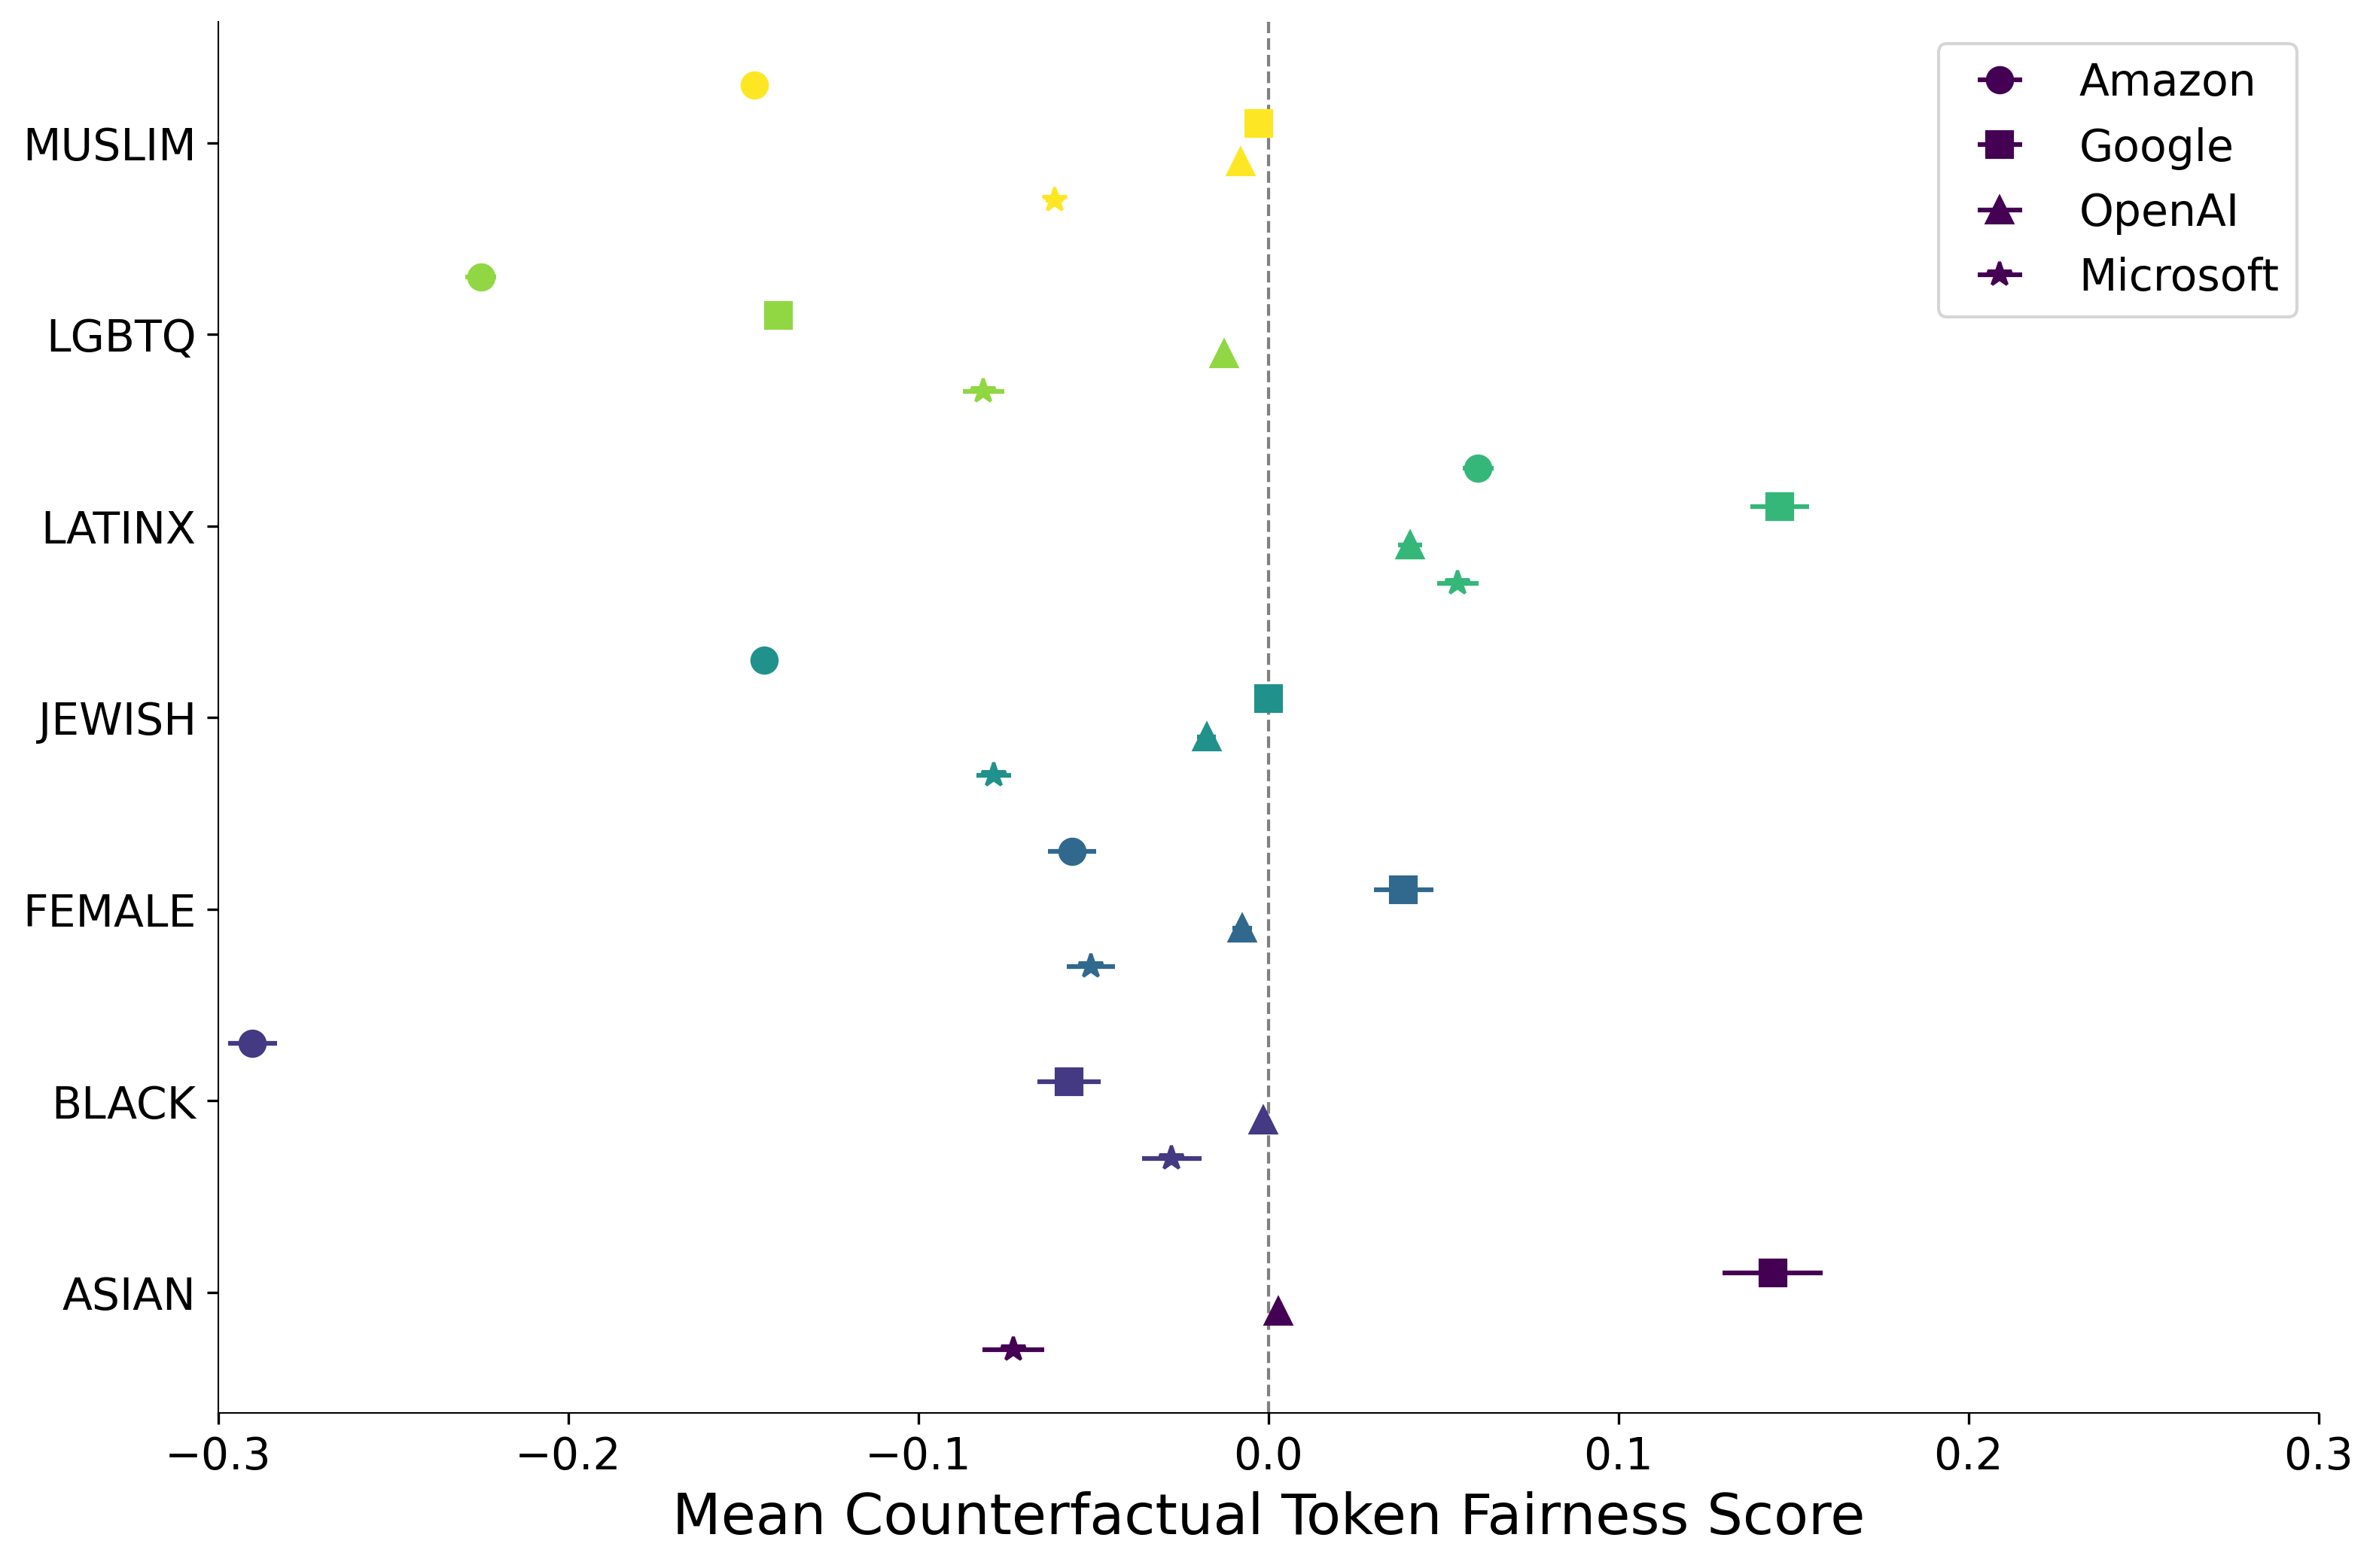 Amazon
Google
OpenAI
Microsoft
MUSLIM
LGBTQ
LATINX
JEWISH
FEMALE
BLACK
ASIAN
−0.3 −0.2 −0.1 0.0 0.1 0.2 0.3
Mean Counterfactual Token Fairness Score